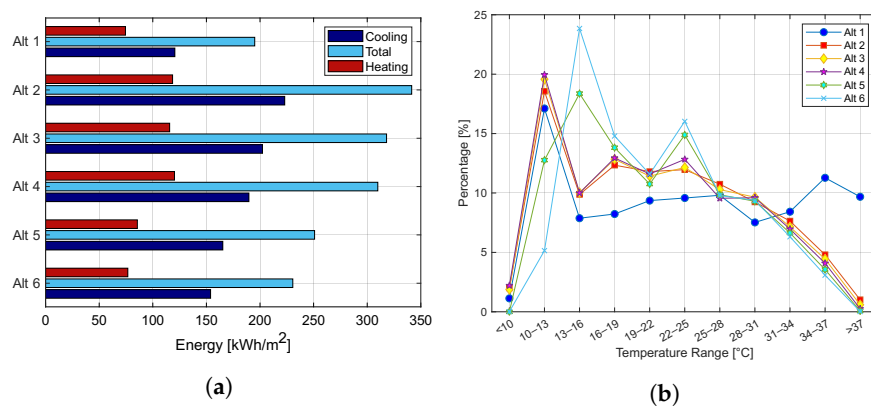 Alt 1
Alt 2
Alt 3
Alt 4
Alt 5
Alt 6
Cooling
Total
Heating
0 50 100 150 200 250 300 350
Energy [kWh/m²]
(a)
25
20
15
10
5
0
Percentage [%]
Alt 1
Alt 2
Alt 3
Alt 4
Alt 5
Alt 6
<10 10–13 13–16 16–19 19–22 22–25 25–28 28–31 31–34 34–37 >37
Temperature Range [°C]
(b)